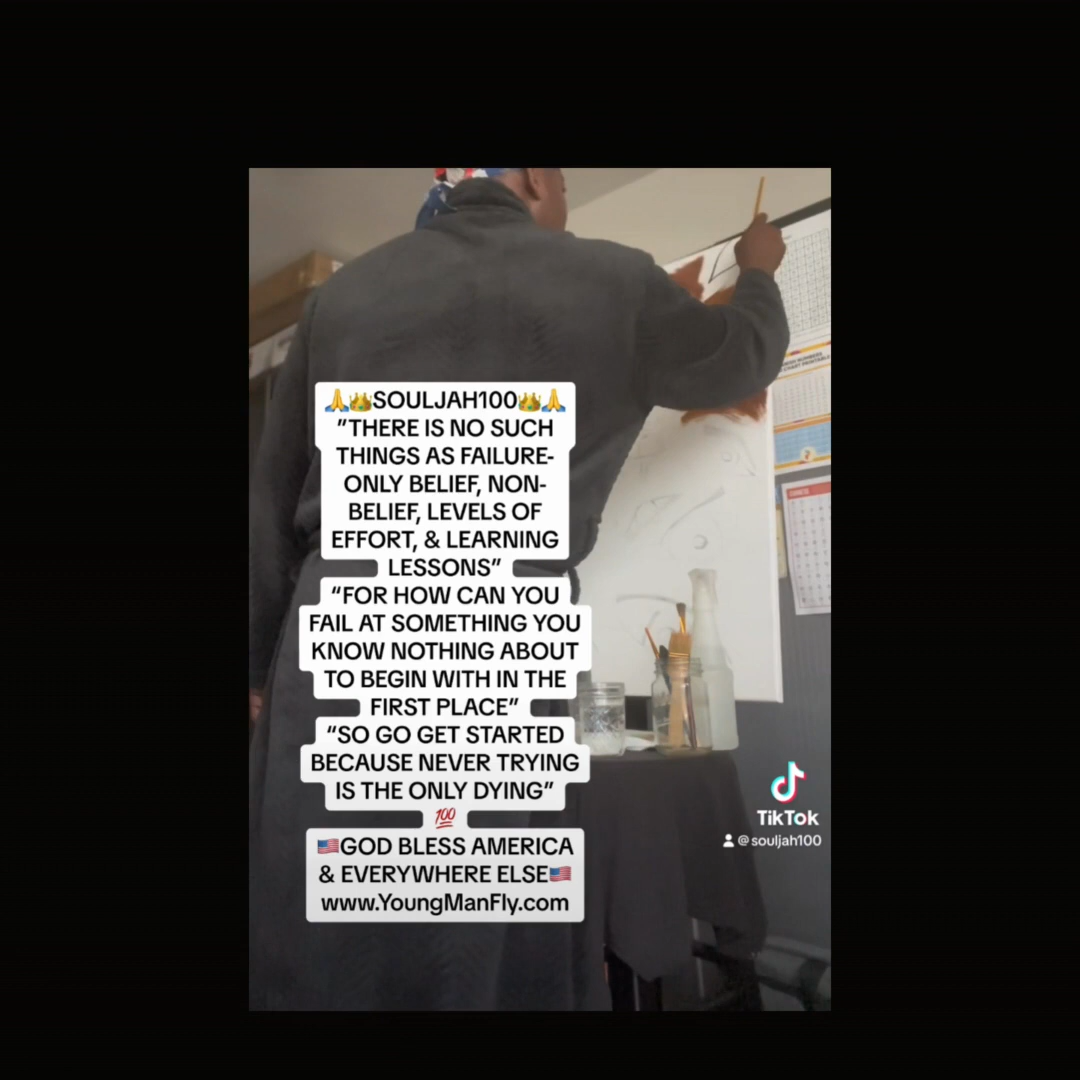 🙏👑SOULJAH100👑🙏
"THERE IS NO SUCH
THINGS AS FAILURE-
ONLY BELIEF, NON-
BELIEF, LEVELS OF
EFFORT, & LEARNING
LESSONS"
"FOR HOW CAN YOU
FAIL AT SOMETHING YOU
KNOW NOTHING ABOUT
TO BEGIN WITH IN THE
FIRST PLACE"
"SO GO GET STARTED
BECAUSE NEVER TRYING
IS THE ONLY DYING"
💯
🇺🇸GOD BLESS AMERICA
& EVERYWHERE ELSE🇺🇸
www.YoungManFly.com
TikTok
@souljah100